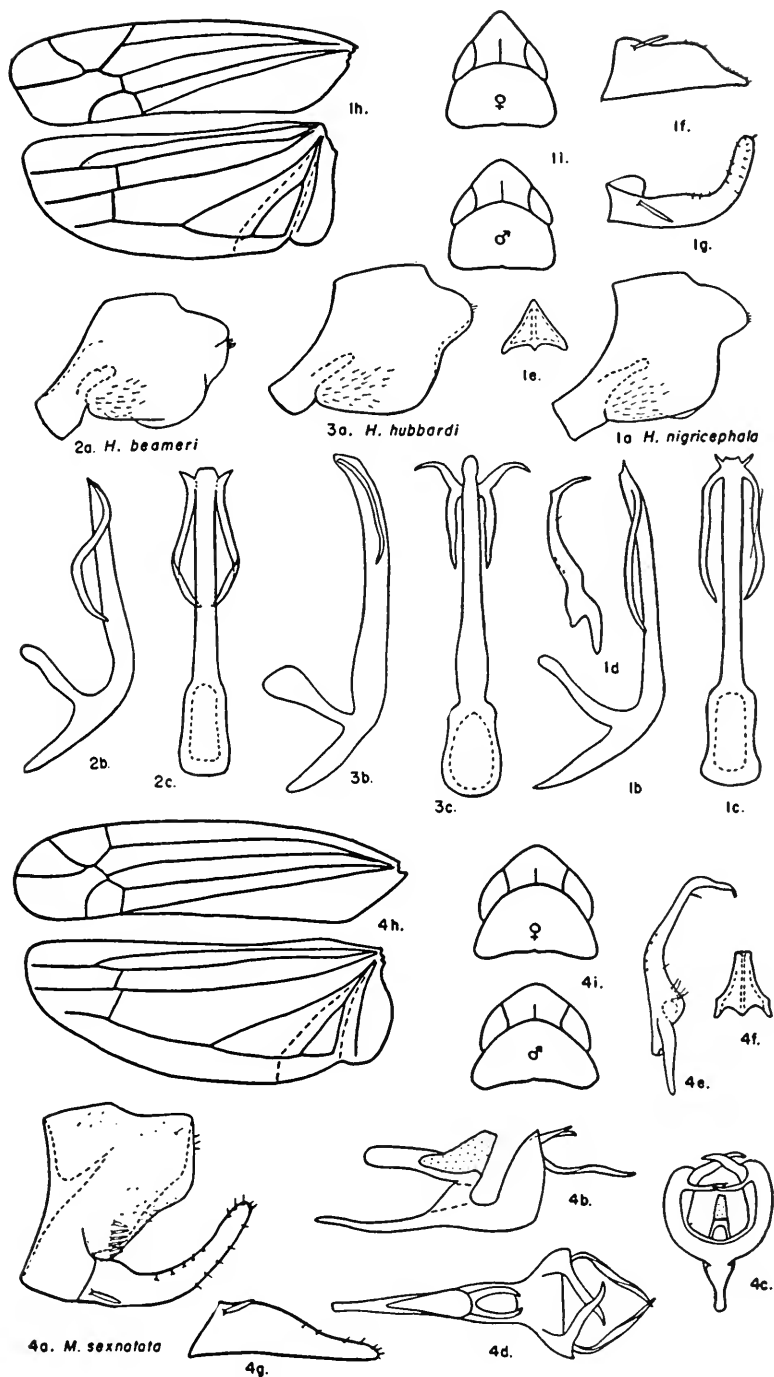 1h.
♀
1i.
♂
1f.
1g.
2a. H. beameri
3a. H. hubbardi
1e.
1a H. nigricephala
2b.
2c.
3b.
3c.
1d
1b
1c.
4h.
♀
4i.
♂
4e.
4f.
4a. M. sexnotata
4g.
4b.
4d.
4c.